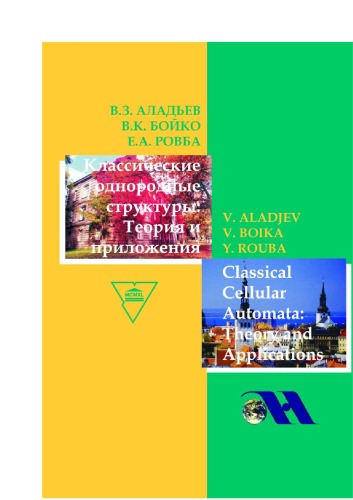 В.З. АЛАДЬЕВ
В.К. БОЙКО
Е.А. РОВБА
Классические
однородные
структуры:
Теория и
приложения
V. ALADJEV
V. BOIKA
Y. ROUBA
Classical
Cellular
Automata:
Theory and
Applications